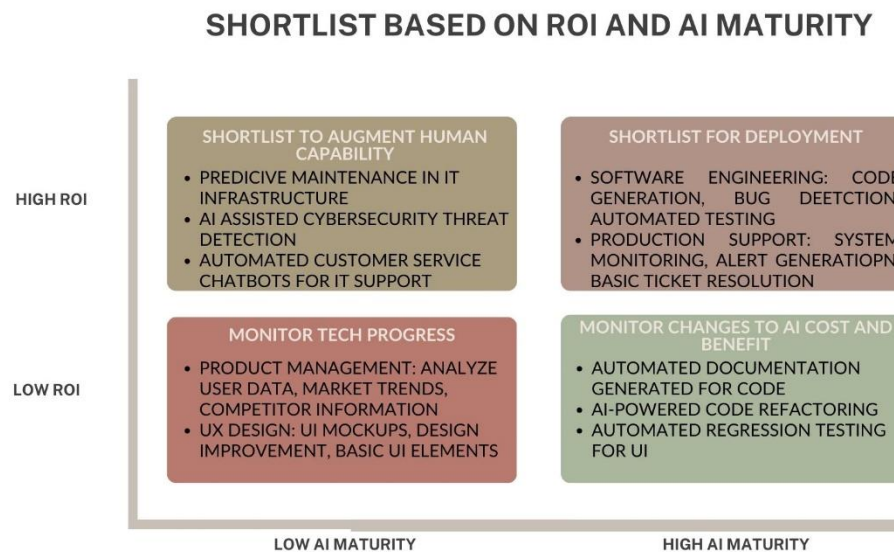 SHORTLIST BASED ON ROI AND AI MATURITY
HIGH ROI
SHORTLIST TO AUGMENT HUMAN
CAPABILITY
• PREDICIVE MAINTENANCE IN IT
INFRASTRUCTURE
• AI ASSISTED CYBERSECURITY THREAT
DETECTION
• AUTOMATED CUSTOMER SERVICE
CHATBOTS FOR IT SUPPORT
SHORTLIST FOR DEPLOYMENT
• SOFTWARE ENGINEERING: CODE
GENERATION, BUG DEETCTION
AUTOMATED TESTING
• PRODUCTION SUPPORT: SYSTEM
MONITORING, ALERT GENERATIOPN
BASIC TICKET RESOLUTION
LOW ROI
MONITOR TECH PROGRESS
• PRODUCT MANAGEMENT: ANALYZE
USER DATA, MARKET TRENDS,
COMPETITOR INFORMATION
• UX DESIGN: UI MOCKUPS, DESIGN
IMPROVEMENT, BASIC UI ELEMENTS
MONITOR CHANGES TO AI COST AND
BENEFIT
• AUTOMATED DOCUMENTATION
GENERATED FOR CODE
• AI-POWERED CODE REFACTORING
• AUTOMATED REGRESSION TESTING
FOR UI
LOW AI MATURITY
HIGH AI MATURITY